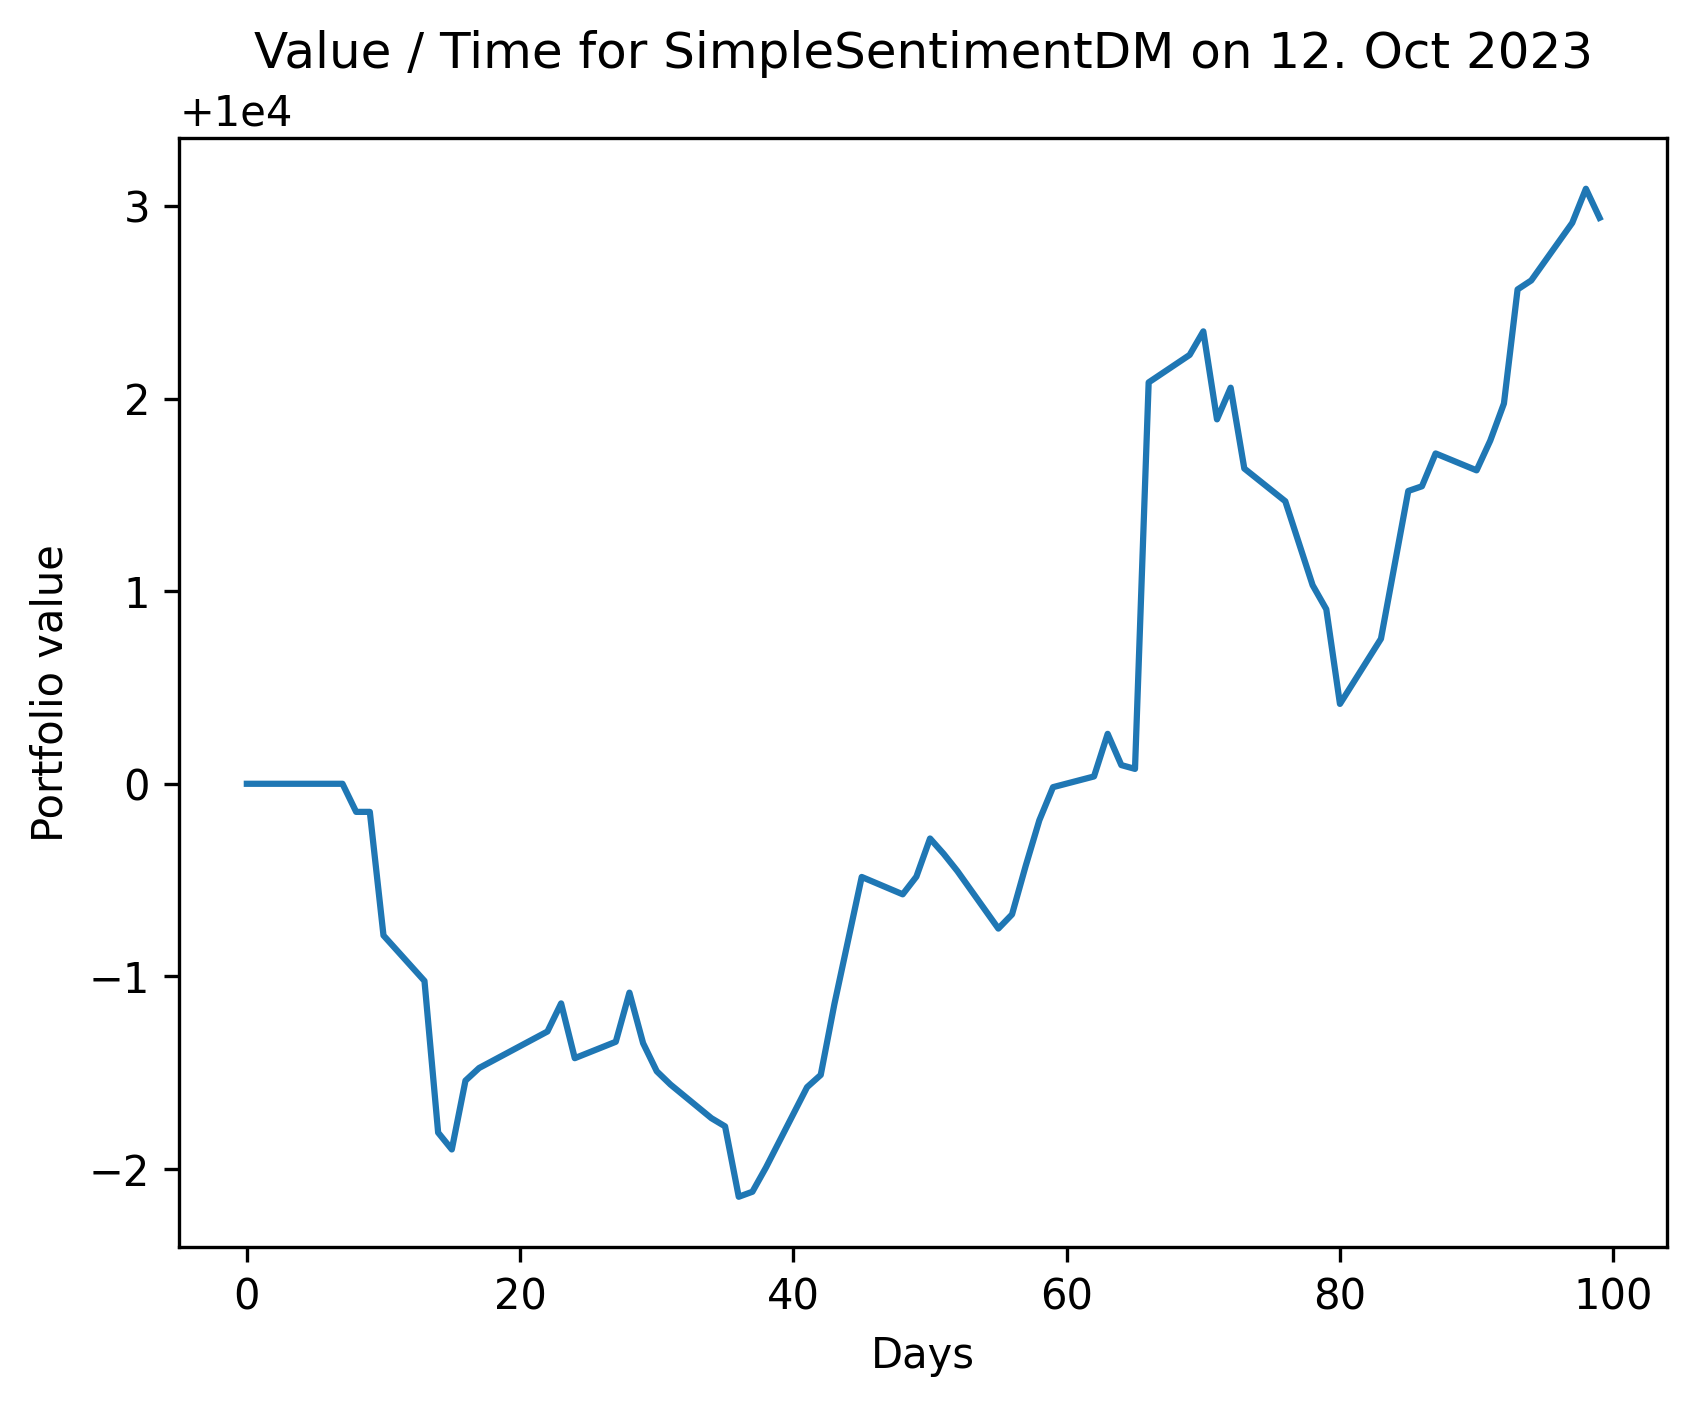 Value / Time for SimpleSentimentDM on 12. Oct 2023
+1e4
3
2
1
0
−1
−2
Portfolio value
0 20 40 60 80 100
Days